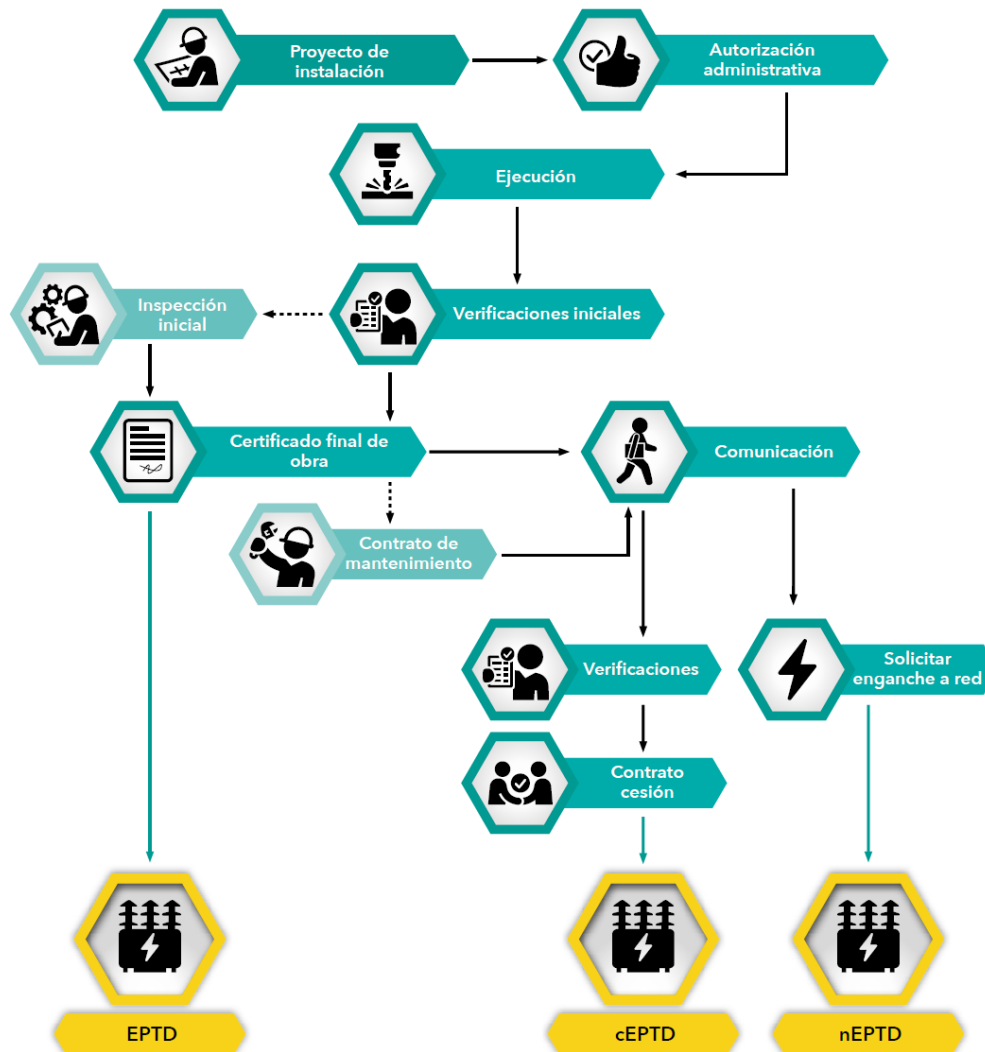 Proyecto de
instalación
Autorización
administrativa
Ejecución
Inspección
inicial
Verificaciones iniciales
Certificado final de
obra
Comunicación
Contrato de
mantenimiento
Verificaciones
Solicitar
enganche a red
Contrato
cesión
EPTD
cEPTD
nEPTD